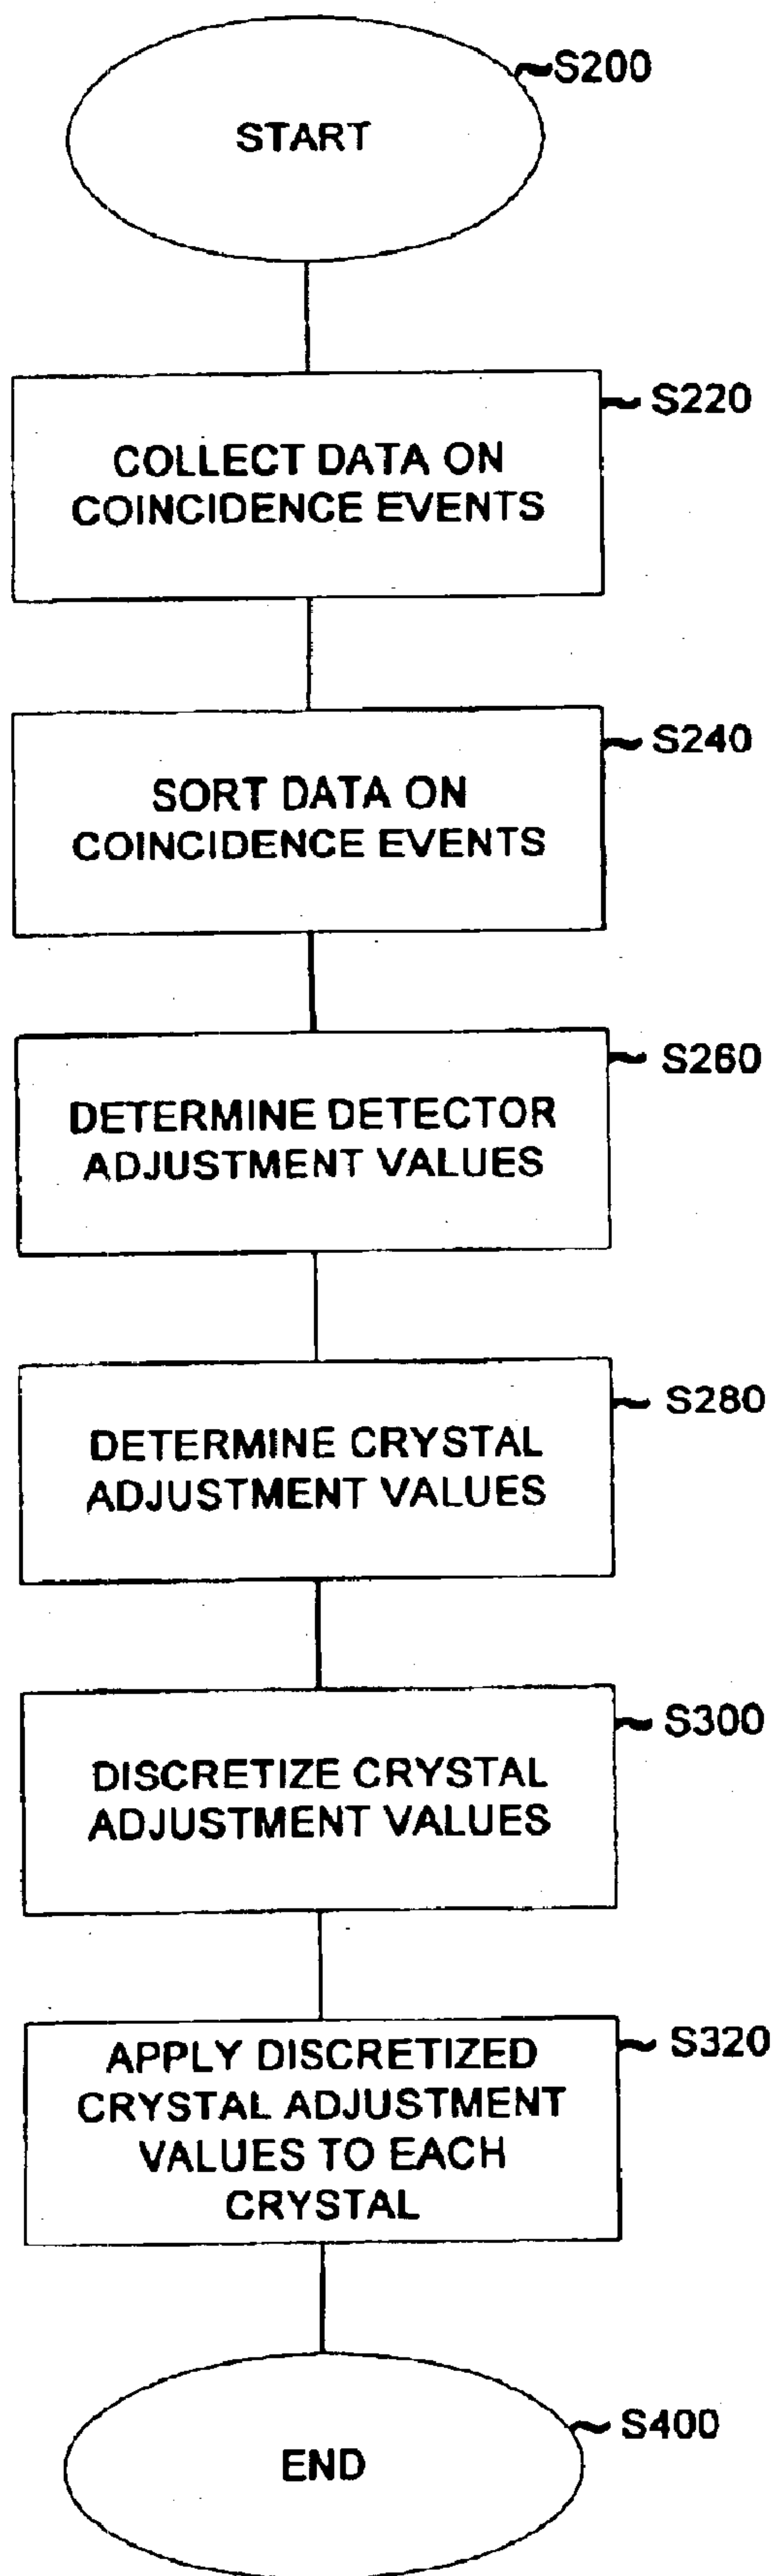 S200
START
S220
COLLECT DATA ON
COINCIDENCE EVENTS
S240
SORT DATA ON
COINCIDENCE EVENTS
S260
DETERMINE DETECTOR
ADJUSTMENT VALUES
S280
DETERMINE CRYSTAL
ADJUSTMENT VALUES
S300
DISCRETIZE CRYSTAL
ADJUSTMENT VALUES
S320
APPLY DISCRETIZED
CRYSTAL ADJUSTMENT
VALUES TO EACH
CRYSTAL
S400
END